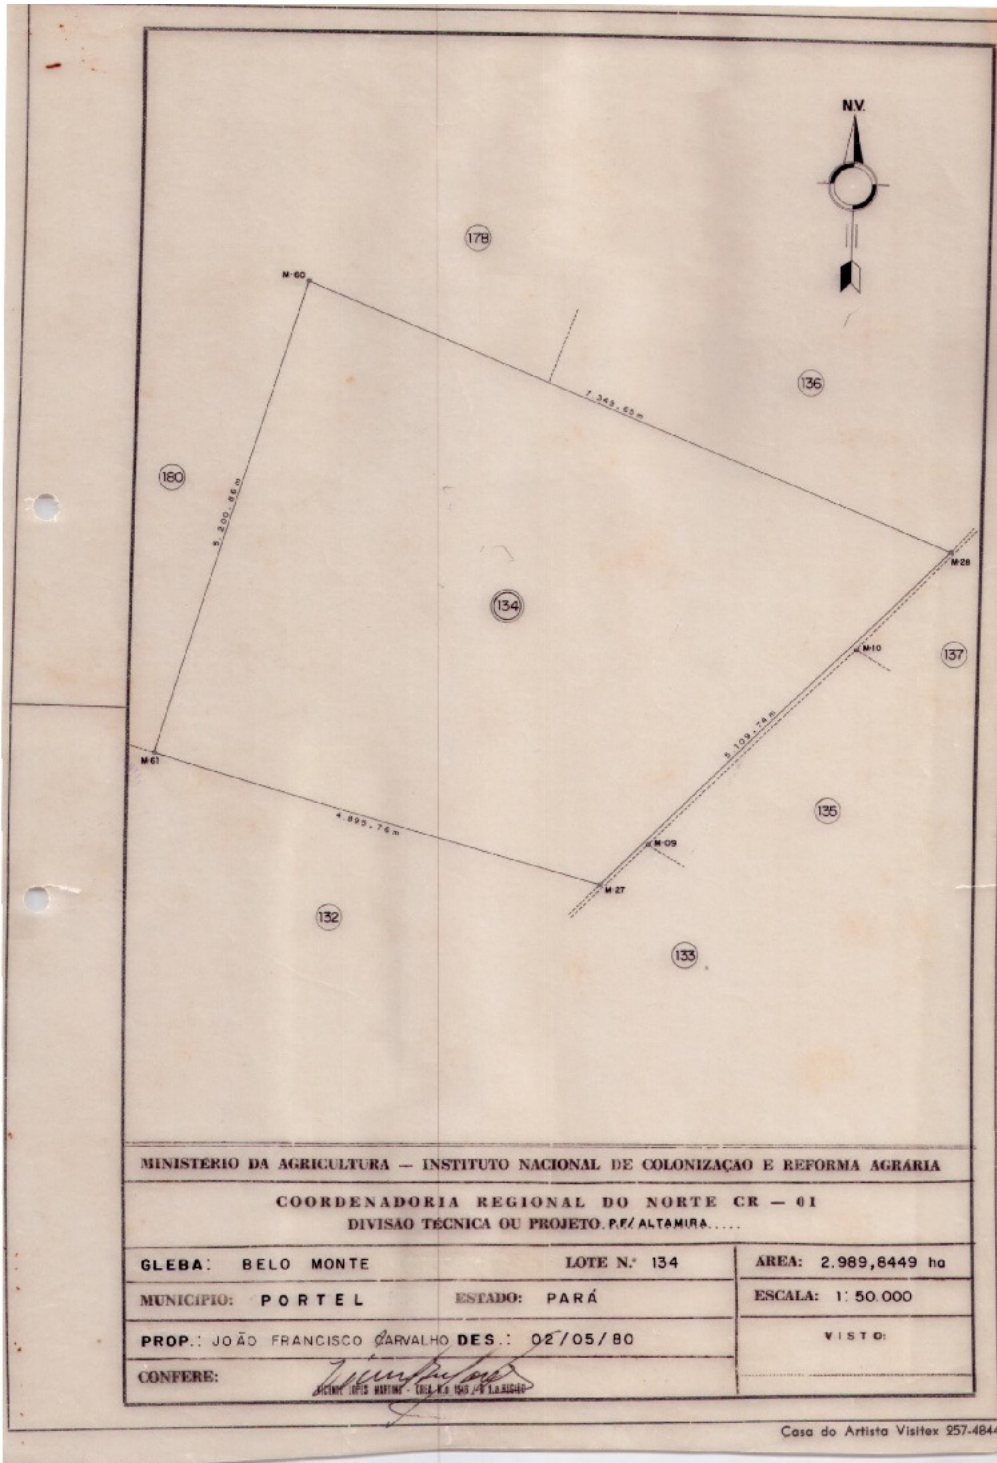 N.V.
178
M-60
136
7.349,65m
180
5.200,86m
M-28
134
M-10
137
5.109,74m
M-61
135
4.895,76m
M-09
M-27
132
133
MINISTÉRIO DA AGRICULTURA — INSTITUTO NACIONAL DE COLONIZAÇÃO E REFORMA AGRÁRIA
COORDENADORIA REGIONAL DO NORTE CR — 01
DIVISÃO TÉCNICA OU PROJETO. P.F/ ALTAMIRA.....
GLEBA: BELO MONTE LOTE N.° 134 ÁREA: 2.989,8449 ha
MUNICÍPIO: PORTEL ESTADO: PARÁ ESCALA: 1: 50.000
PROP.: JOÃO FRANCISCO CARVALHO DES.: 02/05/80 VISTO:
CONFERE:
Casa do Artista Visitex 257-4844